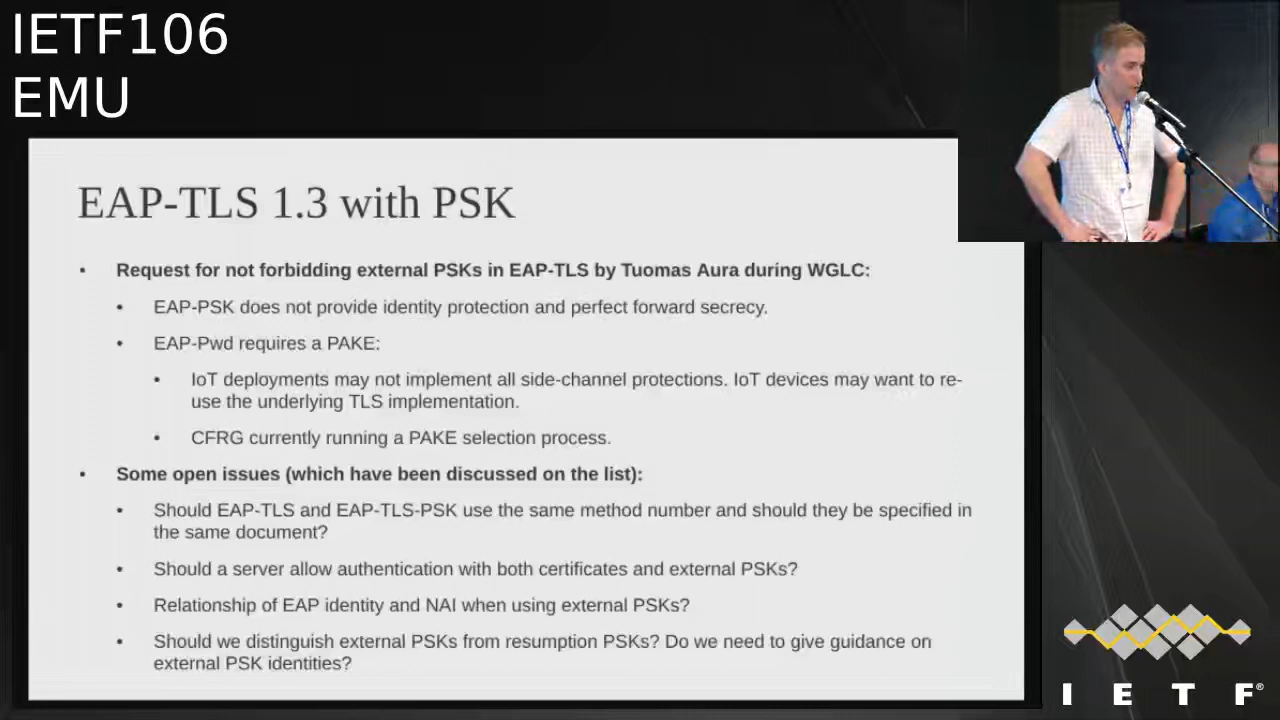 IETF106
EMU
EAP-TLS 1.3 with PSK
• Request for not forbidding external PSKs in EAP-TLS by Tuomas Aura during WGLC:
• EAP-PSK does not provide identity protection and perfect forward secrecy.
• EAP-Pwd requires a PAKE:
• IoT deployments may not implement all side-channel protections. IoT devices may want to re-
use the underlying TLS implementation.
• CFRG currently running a PAKE selection process.
• Some open issues (which have been discussed on the list):
• Should EAP-TLS and EAP-TLS-PSK use the same method number and should they be specified in
the same document?
• Should a server allow authentication with both certificates and external PSKs?
• Relationship of EAP identity and NAI when using external PSKs?
• Should we distinguish external PSKs from resumption PSKs? Do we need to give guidance on
external PSK identities?
I E T F®